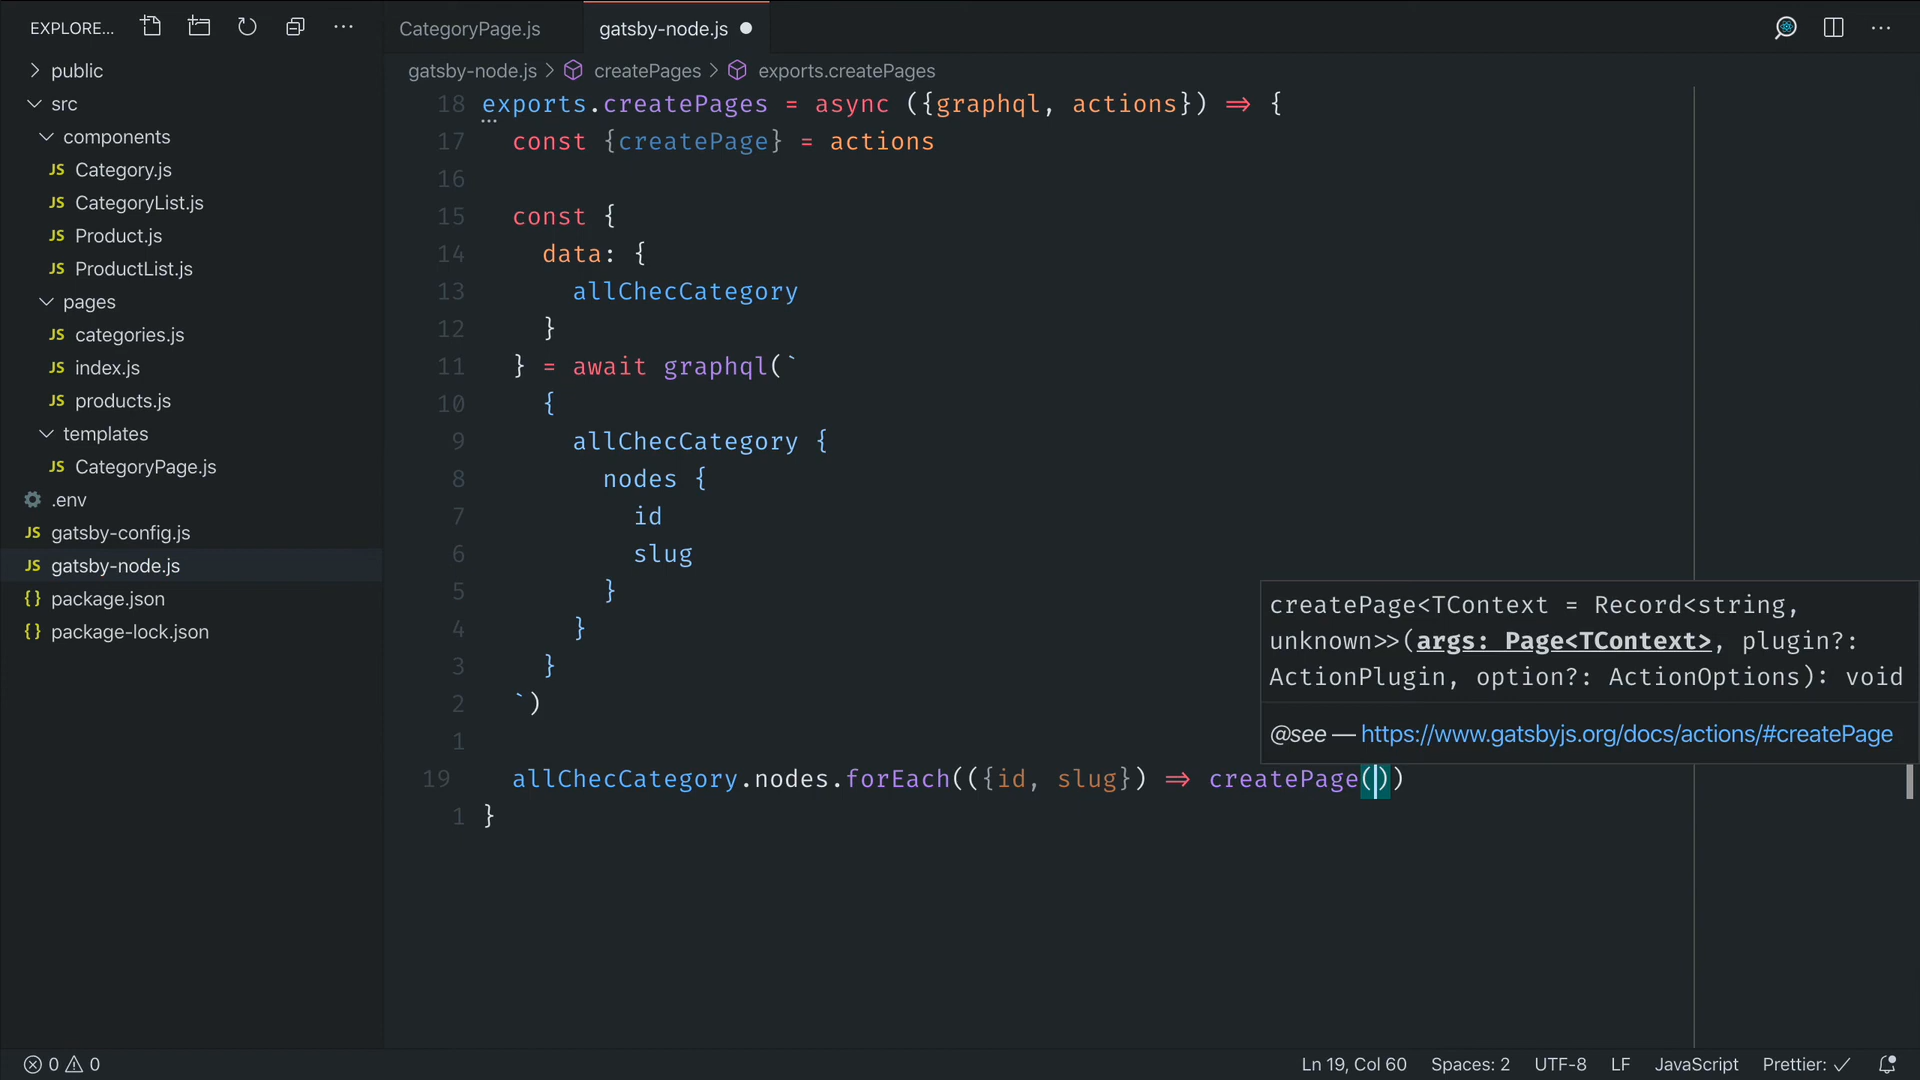 EXPLORE...
CategoryPage.js
gatsby-node.js
gatsby-node.js > createPages > exports.createPages
public
src
components
JS Category.js
JS CategoryList.js
JS Product.js
JS ProductList.js
pages
JS categories.js
JS index.js
JS products.js
templates
JS CategoryPage.js
.env
JS gatsby-config.js
JS gatsby-node.js
{} package.json
{} package-lock.json
18 exports.createPages = async ({graphql, actions}) ⇒ {
17 const {createPage} = actions
16
15 const {
14 data: {
13 allChecCategory
12 }
11 } = await graphql(`
10 {
9 allChecCategory {
8 nodes {
7 id
6 slug
5 }
4 }
3 }
2 `)
1
19 allChecCategory.nodes.forEach(({id, slug}) ⇒ createPage())
1 }
createPage<TContext = Record<string,
unknown>>(args: Page<TContext>, plugin?:
ActionPlugin, option?: ActionOptions): void
@see — https://www.gatsbyjs.org/docs/actions/#createPage
0 0
Ln 19, Col 60 Spaces: 2 UTF-8 LF JavaScript Prettier: ✓